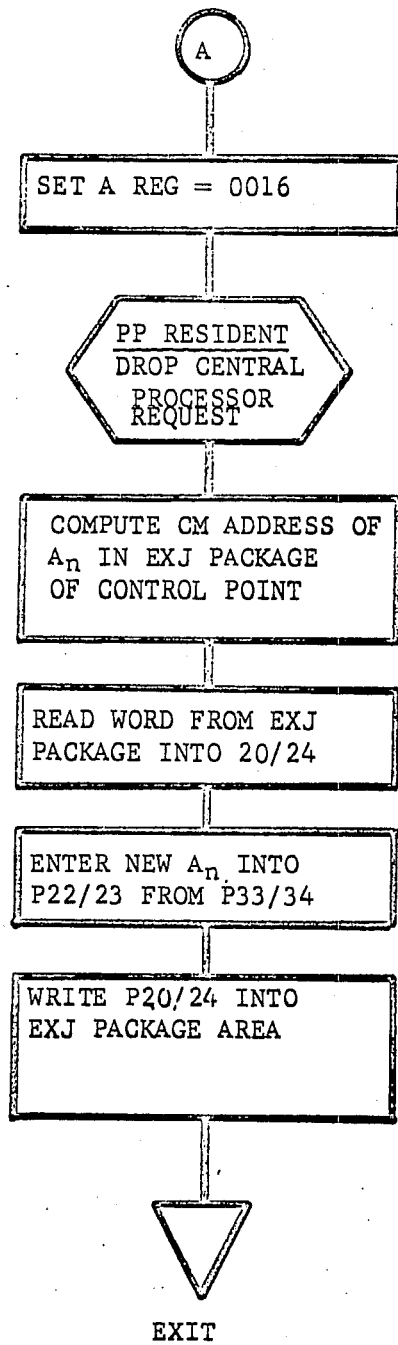 A
SET A REG = 0016
PP RESIDENT
DROP CENTRAL
PROCESSOR
REQUEST
COMPUTE CM ADDRESS OF
An IN EXJ PACKAGE
OF CONTROL POINT
READ WORD FROM EXJ
PACKAGE INTO 20/24
ENTER NEW An INTO
P22/23 FROM P33/34
WRITE P20/24 INTO
EXJ PACKAGE AREA
EXIT